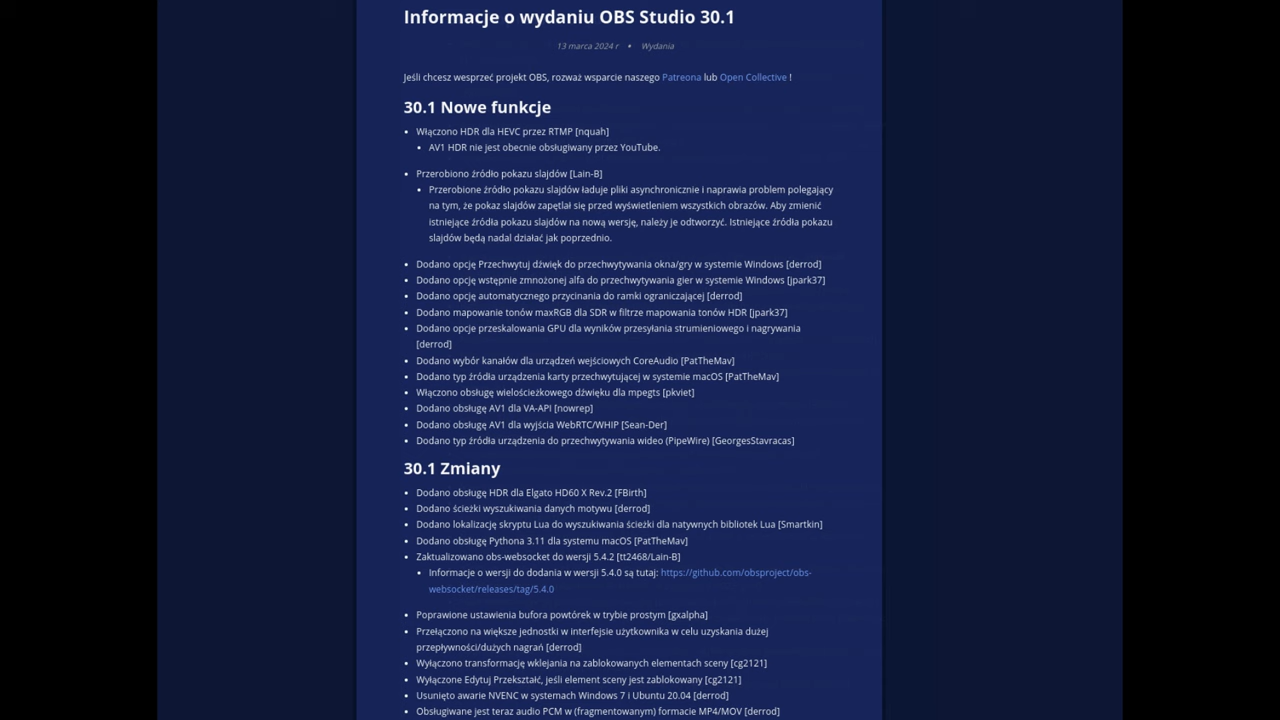 Informacje o wydaniu OBS Studio 30.1
13 marca 2024 r • Wydania
Jeśli chcesz wesprzeć projekt OBS, rozważ wsparcie naszego Patreona lub Open Collective !
30.1 Nowe funkcje
• Włączono HDR dla HEVC przez RTMP [nquah]
• AV1 HDR nie jest obecnie obsługiwany przez YouTube.
• Przerobiono źródło pokazu slajdów [Lain-B]
• Przerobione źródło pokazu slajdów ładuje pliki asynchronicznie i naprawia problem polegający
na tym, że pokaz slajdów zapętlał się przed wyświetleniem wszystkich obrazów. Aby zmienić
istniejące źródła pokazu slajdów na nową wersję, należy je odtworzyć. Istniejące źródła pokazu
slajdów będą nadal działać jak poprzednio.
• Dodano opcję Przechwytuj dźwięk do przechwytywania okna/gry w systemie Windows [derrod]
• Dodano opcję wstępnie zmnożonej alfa do przechwytywania gier w systemie Windows [jpark37]
• Dodano opcję automatycznego przycinania do ramki ograniczającej [derrod]
• Dodano mapowanie tonów maxRGB dla SDR w filtrze mapowania tonów HDR [jpark37]
• Dodano opcje przeskalowania GPU dla wyników przesyłania strumieniowego i nagrywania
[derrod]
• Dodano wybór kanałów dla urządzeń wejściowych CoreAudio [PatTheMav]
• Dodano typ źródła urządzenia karty przechwytującej w systemie macOS [PatTheMav]
• Włączono obsługę wielościeżkowego dźwięku dla mpegts [pkviet]
• Dodano obsługę AV1 dla VA-API [nowrep]
• Dodano obsługę AV1 dla wyjścia WebRTC/WHIP [Sean-Der]
• Dodano typ źródła urządzenia do przechwytywania wideo (PipeWire) [GeorgesStavracas]
30.1 Zmiany
• Dodano obsługę HDR dla Elgato HD60 X Rev.2 [FBirth]
• Dodano ścieżki wyszukiwania danych motywu [derrod]
• Dodano lokalizację skryptu Lua do wyszukiwania ścieżki dla natywnych bibliotek Lua [Smartkin]
• Dodano obsługę Pythona 3.11 dla systemu macOS [PatTheMav]
• Zaktualizowano obs-websocket do wersji 5.4.2 [tt2468/Lain-B]
• Informacje o wersji do dodania w wersji 5.4.0 są tutaj: https://github.com/obsproject/obs-
websocket/releases/tag/5.4.0
• Poprawione ustawienia bufora powtórek w trybie prostym [gxalpha]
• Przełączono na większe jednostki w interfejsie użytkownika w celu uzyskania dużej
przepływności/dużych nagrań [derrod]
• Wyłączono transformację wklejania na zablokowanych elementach sceny [cg2121]
• Wyłączone Edytuj Przekształć, jeśli element sceny jest zablokowany [cg2121]
• Usunięto awarie NVENC w systemach Windows 7 i Ubuntu 20.04 [derrod]
• Obsługiwane jest teraz audio PCM w (fragmentowanym) formacie MP4/MOV [derrod]